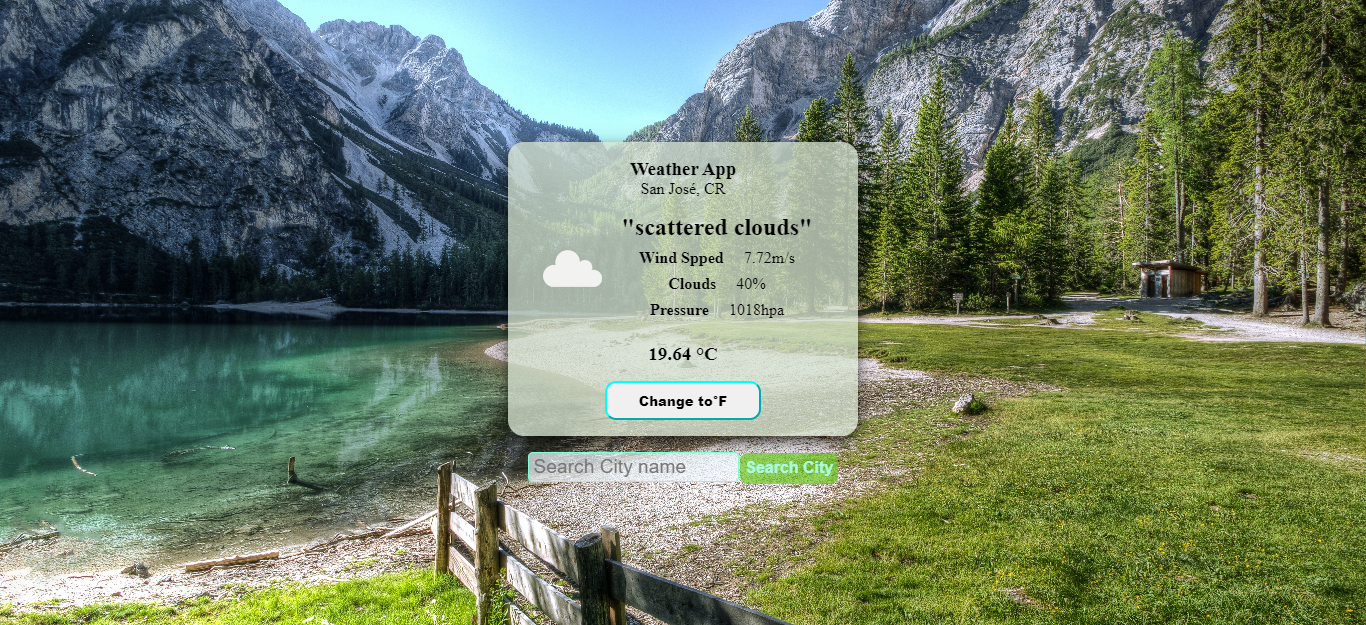 Weather App
San José, CR
"scattered clouds"
Wind Spped 7.72m/s
Clouds 40%
Pressure 1018hpa
19.64 °C
Change to°F
Search City name Search City